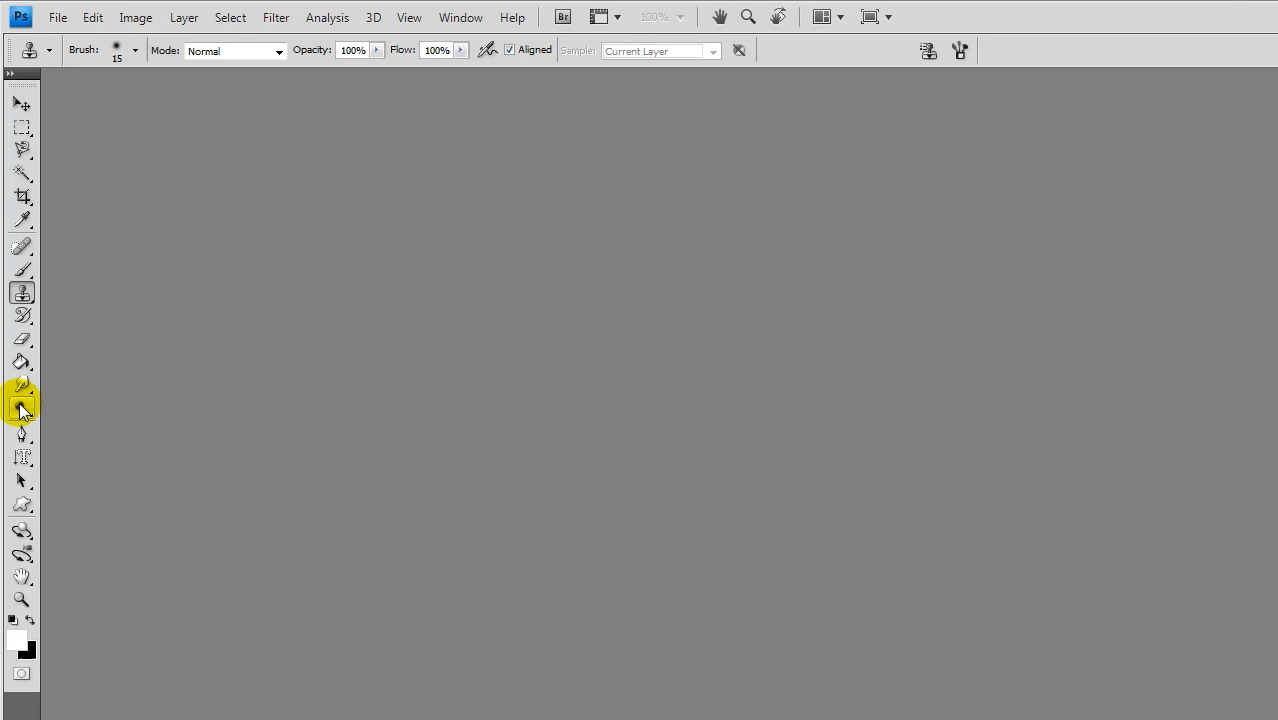 Ps File Edit Image Layer Select Filter Analysis 3D View Window Help Br 100%
Brush: 15 Mode: Normal Opacity: 100% Flow: 100% Aligned Sample: Current Layer
T